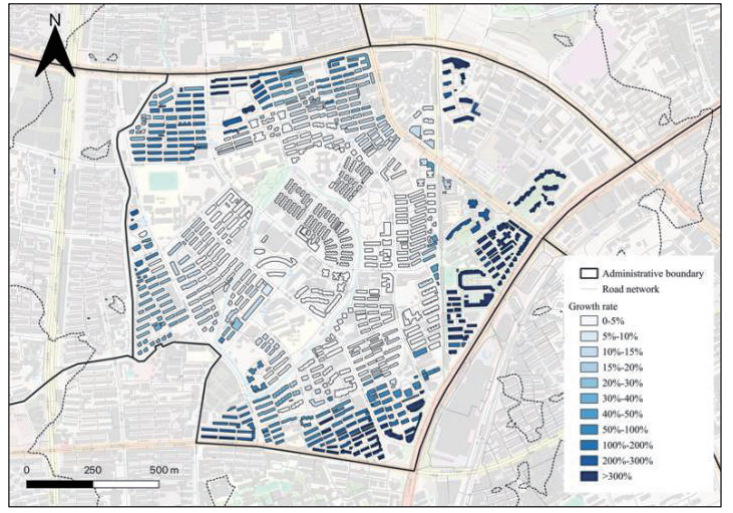 N
Administrative boundary
Road network
Growth rate
0-5%
5%-10%
10%-15%
15%-20%
20%-30%
30%-40%
40%-50%
50%-100%
100%-200%
200%-300%
>300%
0 250 500 m